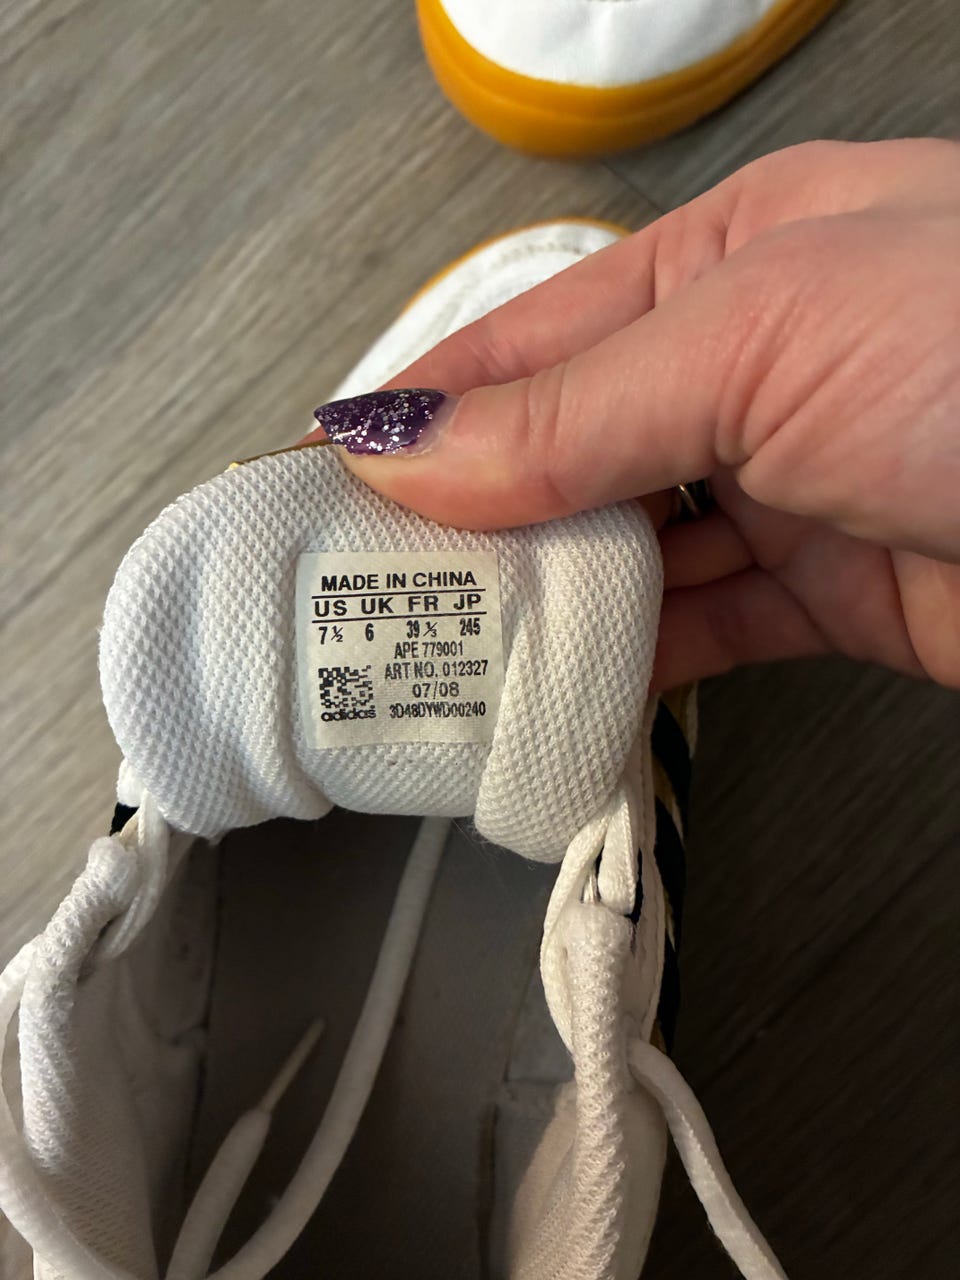 MADE IN CHINA
US UK FR JP
7½ 6 39⅓ 245
APE 779001
ART NO. 012327
07/08
adidas 3D48DYWD00240